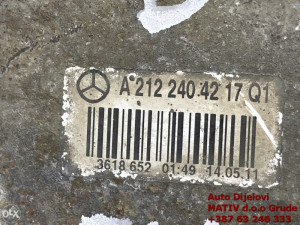 A 212 240 42 17 Q1
3618 652 01:49 14.05.11
Auto Dijelovi
MATIV d.o.o Grude
+387 63 246 333
OLX